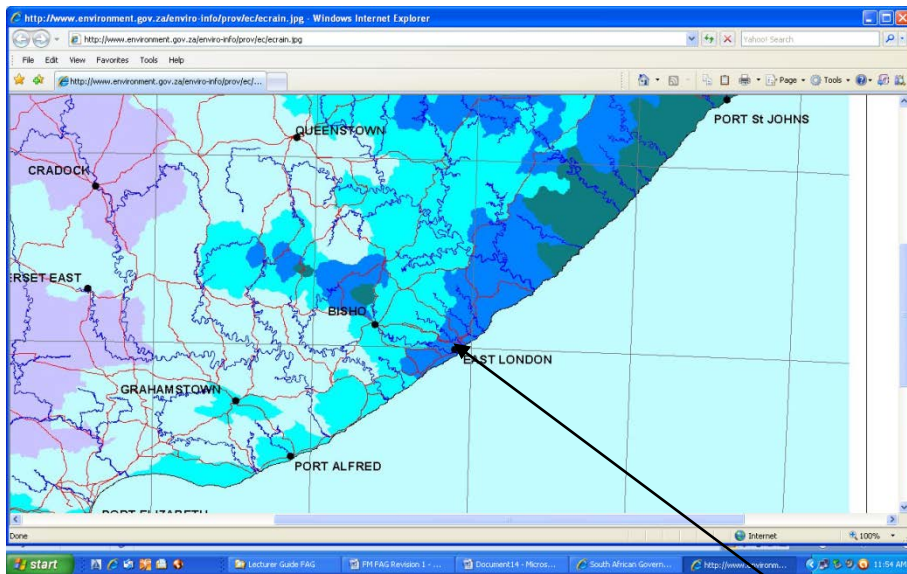 http://www.environment.gov.za/enviro-info/prov/ec/ecrain.jpg - Windows Internet Explorer
http://www.environment.gov.za/enviro-info/prov/ec/ecrain.jpg
Yahoo! Search
File Edit View Favorites Tools Help
http://www.environment.gov.za/enviro-info/prov/ec/...
Page Tools
PORT St JOHNS
QUEENSTOWN
CRADOCK
ERSET EAST
BISHO
EAST LONDON
GRAHAMSTOWN
PORT ALFRED
PORT ELIZABETH
Done
Internet
100%
start
Lecturer Guide FAG
FM FAG Revision 1 - ...
Document14 - Micros...
South African Govern...
http://www.environm...
11:54 AM